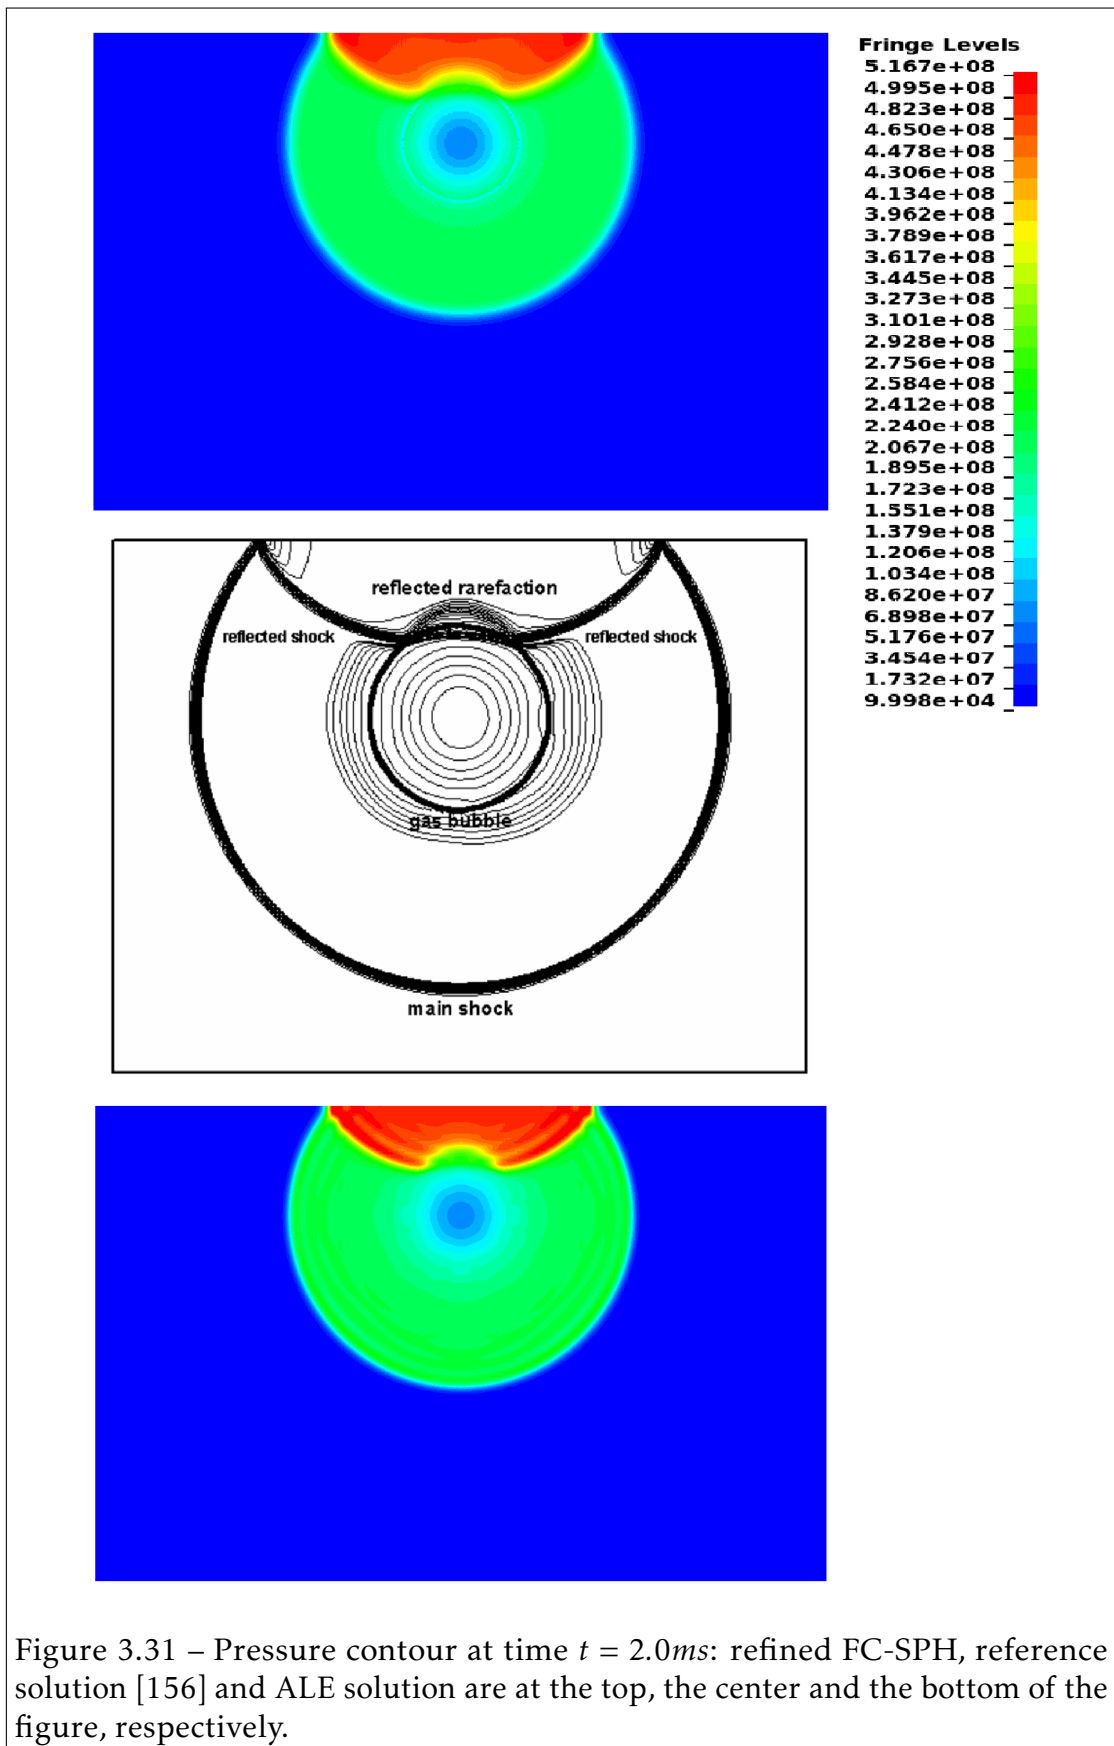 Fringe Levels
5.167e+08
4.995e+08
4.823e+08
4.650e+08
4.478e+08
4.306e+08
4.134e+08
3.962e+08
3.789e+08
3.617e+08
3.445e+08
3.273e+08
3.101e+08
2.928e+08
2.756e+08
2.584e+08
2.412e+08
2.240e+08
2.067e+08
1.895e+08
1.723e+08
1.551e+08
1.379e+08
1.206e+08
1.034e+08
8.620e+07
6.898e+07
5.176e+07
3.454e+07
1.732e+07
9.998e+04
reflected rarefaction
reflected shock
reflected shock
gas bubble
main shock
Figure 3.31 – Pressure contour at time t = 2.0ms: refined FC-SPH, reference
solution [156] and ALE solution are at the top, the center and the bottom of the
figure, respectively.